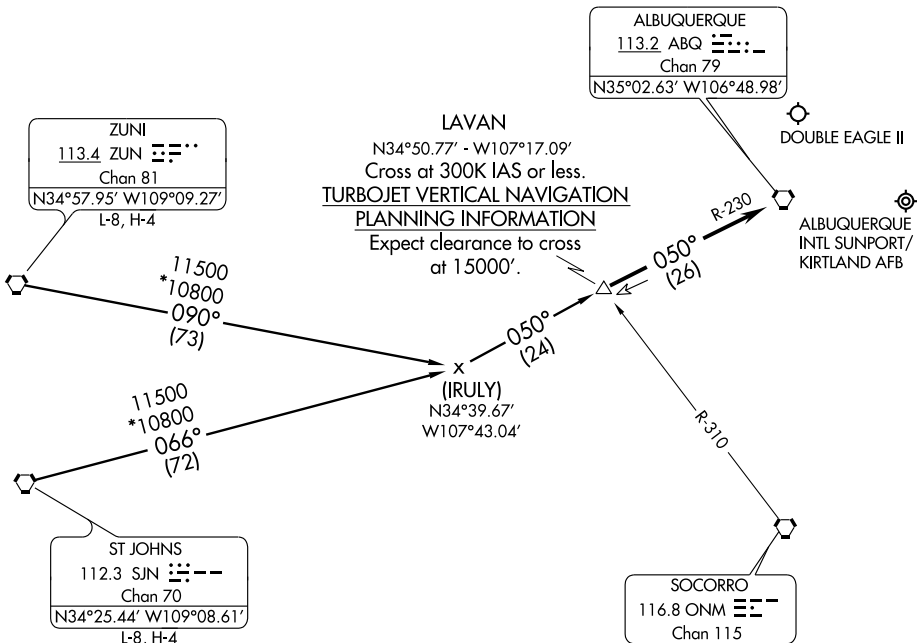 ALBUQUERQUE
113.2 ABQ
Chan 79
N35°02.63' W106°48.98'
DOUBLE EAGLE II
ZUNI
113.4 ZUN
Chan 81
N34°57.95' W109°09.27'
L-8, H-4
LAVAN
N34°50.77' - W107°17.09'
Cross at 300K IAS or less.
TURBOJET VERTICAL NAVIGATION
PLANNING INFORMATION
Expect clearance to cross
at 15000'.
R-230
050°
(26)
ALBUQUERQUE
INTL SUNPORT/
KIRTLAND AFB
11500
*10800
090°
(73)
050°
(24)
X
(IRULY)
N34°39.67'
W107°43.04'
11500
*10800
066°
(72)
R-310
ST JOHNS
112.3 SJN
Chan 70
N34°25.44' W109°08.61'
L-8, H-4
SOCORRO
116.8 ONM
Chan 115